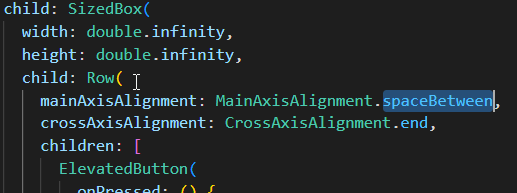 child: SizedBox(
width: double.infinity,
height: double.infinity,
child: Row(
mainAxisAlignment: MainAxisAlignment.spaceBetween,
crossAxisAlignment: CrossAxisAlignment.end,
children: [
ElevatedButton(
onPressed: () {